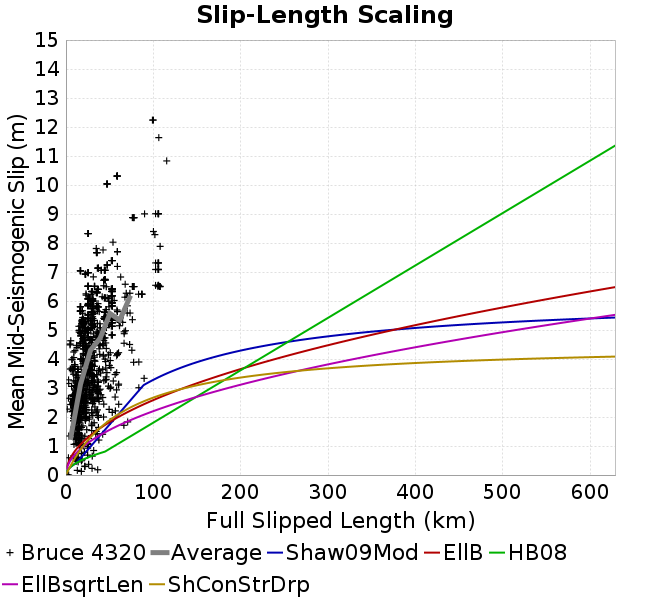 Slip-Length Scaling
Mean Mid-Seismogenic Slip (m)
15
14
13
12
11
10
9
8
7
6
5
4
3
2
1
0
0 100 200 300 400 500 600
Full Slipped Length (km)
Bruce 4320 Average Shaw09Mod EllB HB08
EllBsqrtLen ShConStrDrp